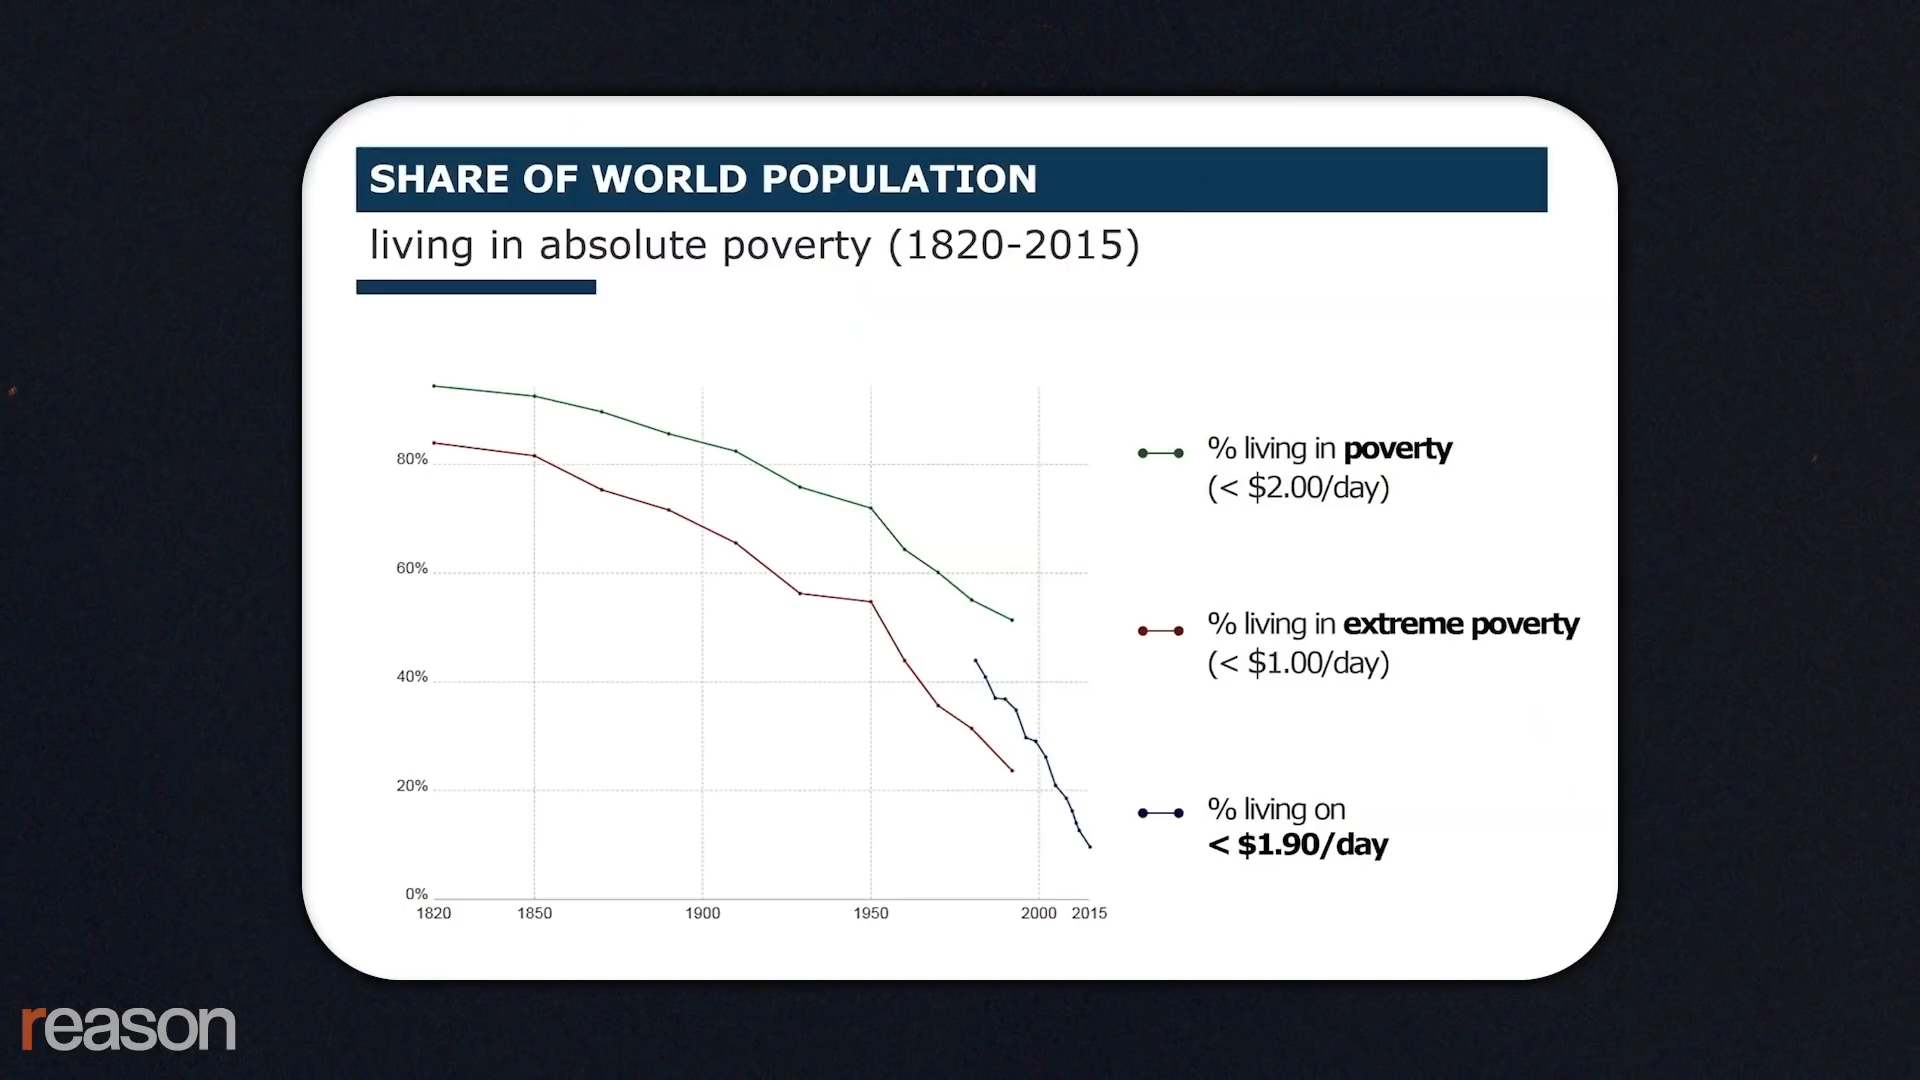 SHARE OF WORLD POPULATION
living in absolute poverty (1820-2015)
80%
60%
40%
20%
0%
1820 1850 1900 1950 2000 2015
% living in poverty
(< $2.00/day)
% living in extreme poverty
(< $1.00/day)
% living on
< $1.90/day
reason